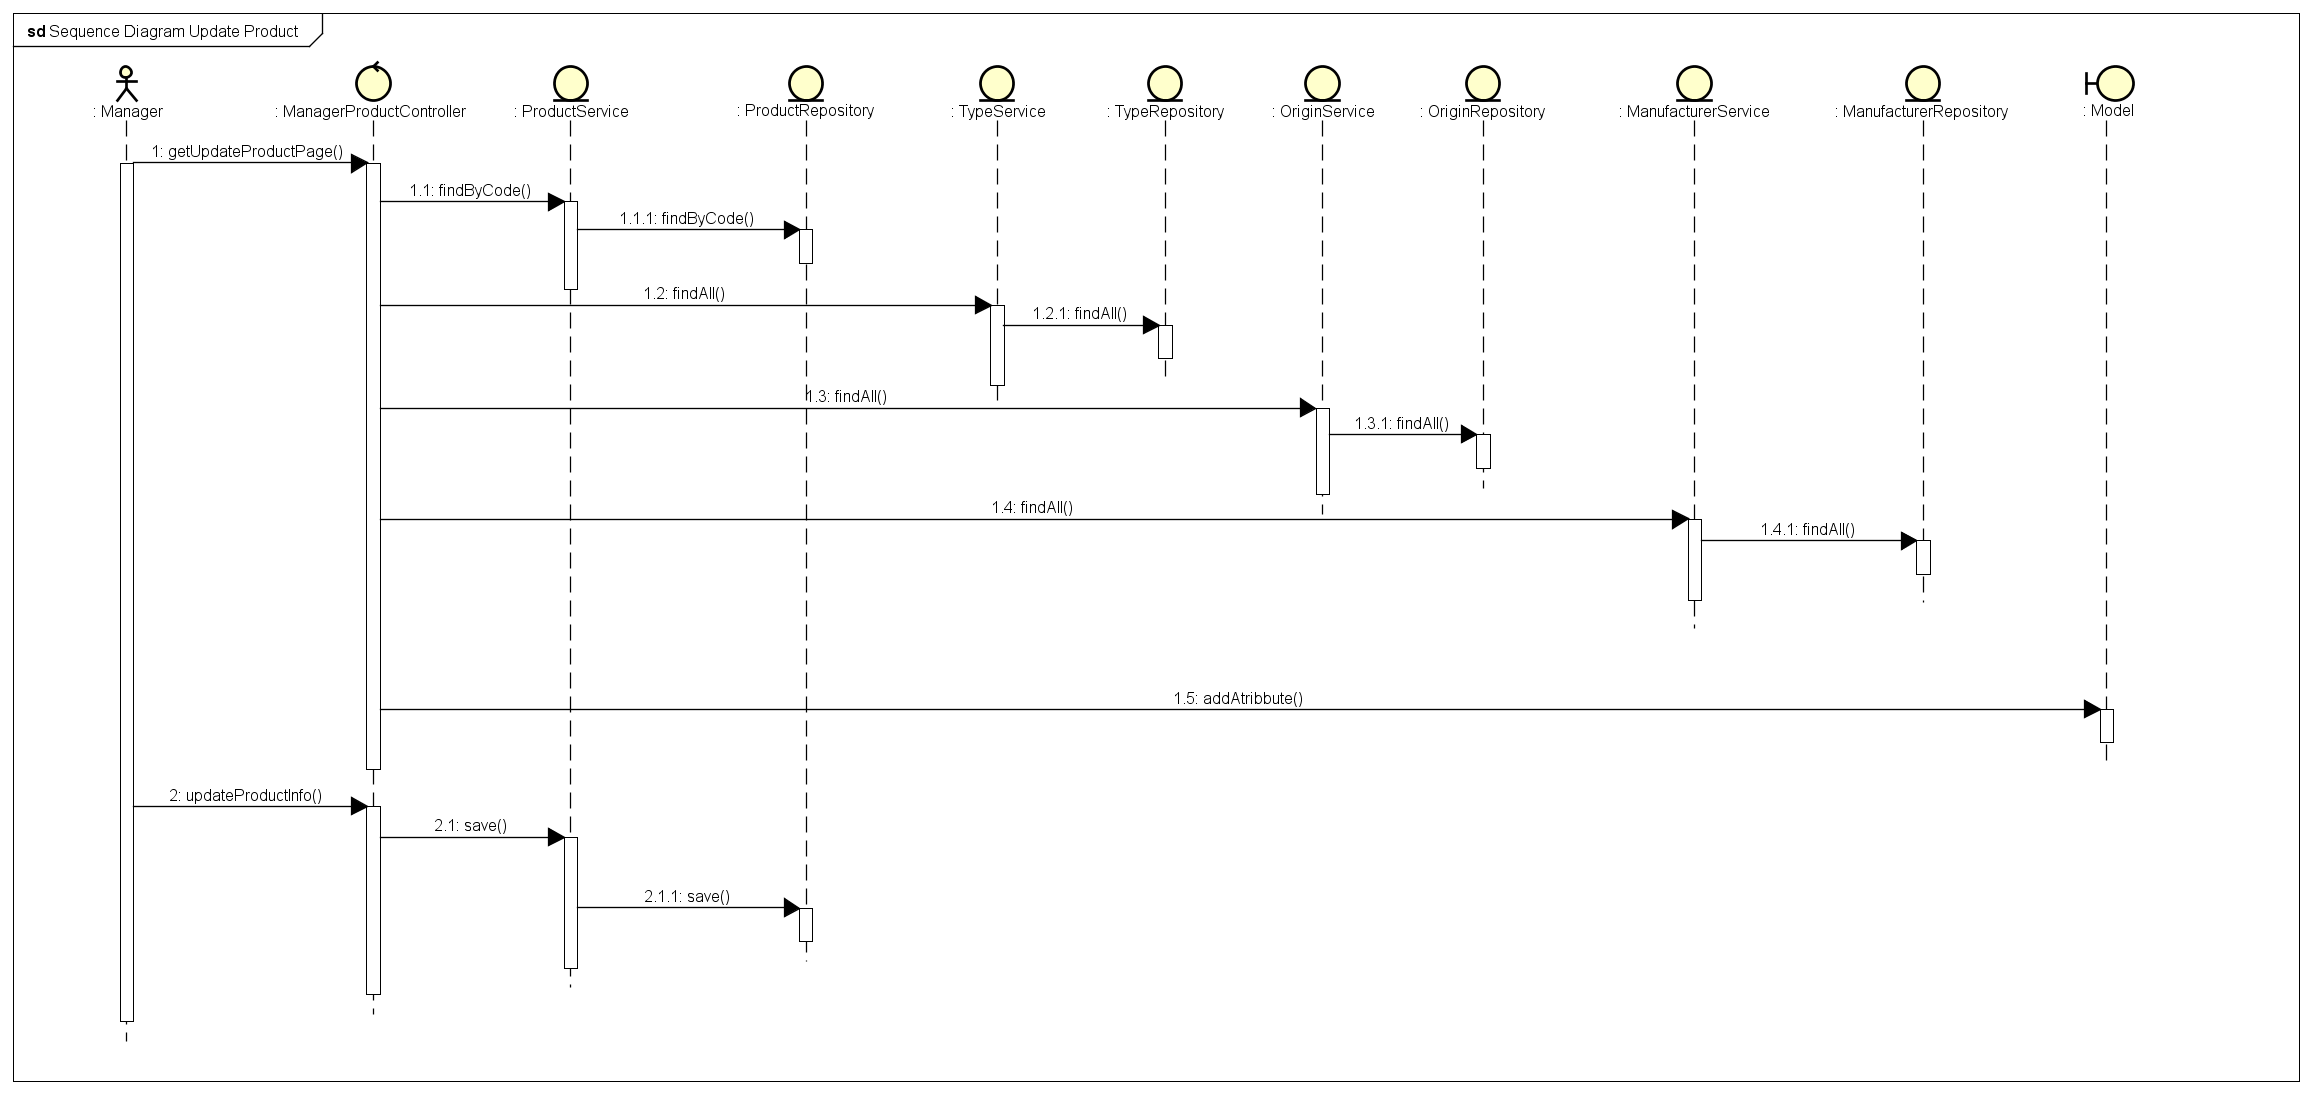 sd Sequence Diagram Update Product
: Manager
: ManagerProductController
: ProductService
: ProductRepository
: TypeService
: TypeRepository
: OriginService
: OriginRepository
: ManufacturerService
: ManufacturerRepository
: Model
1: getUpdateProductPage()
1.1: findByCode()
1.1.1: findByCode()
1.2: findAll()
1.2.1: findAll()
1.3: findAll()
1.3.1: findAll()
1.4: findAll()
1.4.1: findAll()
1.5: addAtribbute()
2: updateProductInfo()
2.1: save()
2.1.1: save()